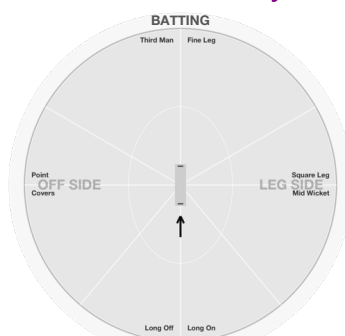 BATTING
Third Man
Fine Leg
Point
Square Leg
OFF SIDE
LEG SIDE
Covers
Mid Wicket
Long Off
Long On